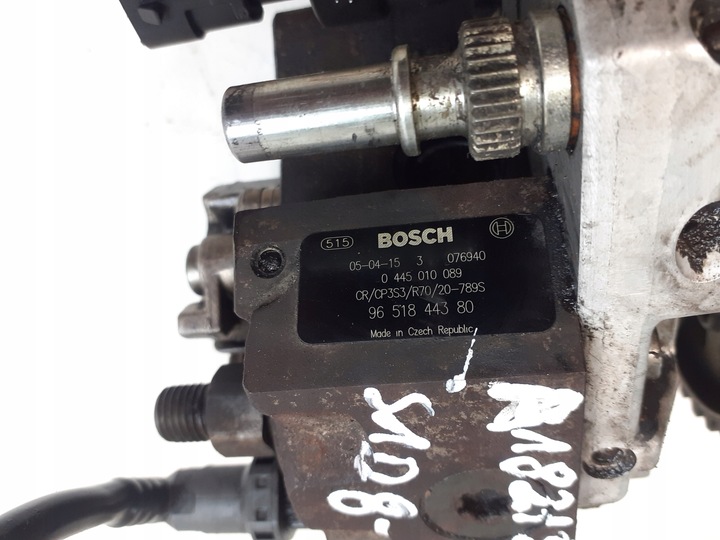 515 BOSCH H
05-04-15 3 076940
0 445 010 089
CR/CP3S3/R70/20-789S
96 518 443 80
Made in Czech Republic